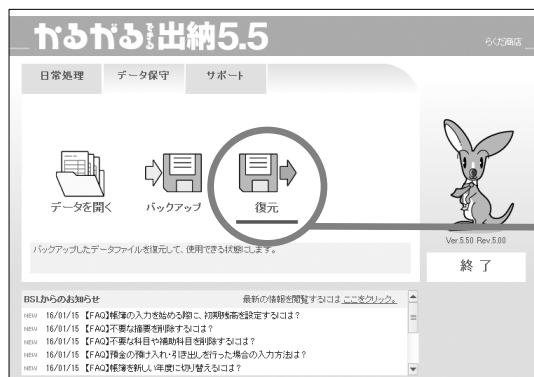 かるがるできる出納5.5
らくだ商店
日常処理 データ保守 サポート
データを開く バックアップ 復元
バックアップしたデータファイルを復元して、使用できる状態にします。
Ver.5.50 Rev.5.00
終了
BSLからのお知らせ 最新の情報を閲覧するには ここをクリック。
NEW 16/01/15 【FAQ】帳簿の入力を始める際に、初期残高を設定するには？
NEW 16/01/15 【FAQ】不要な摘要を削除するには？
NEW 16/01/15 【FAQ】不要な科目や補助科目を削除するには？
NEW 16/01/15 【FAQ】預金の預け入れ・引き出しを行った場合の入力方法は？
NEW 16/01/15 【FAQ】帳簿を新しい年度に切り替えるには？